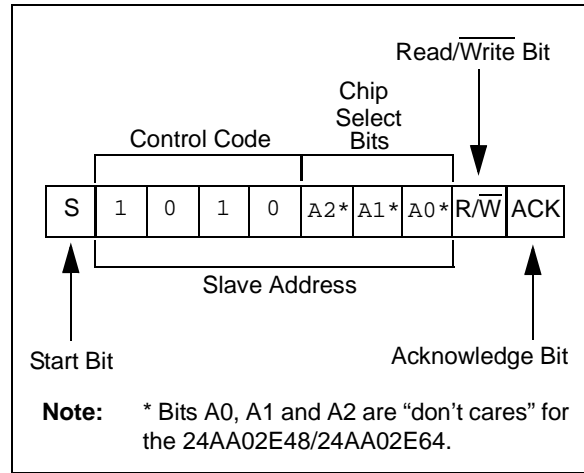 Read/Write Bit
Chip
Select
Bits
Control Code
S 1 0 1 0 A2* A1* A0* R/W ACK
Slave Address
Start Bit
Acknowledge Bit
Note: * Bits A0, A1 and A2 are “don’t cares” for
the 24AA02E48/24AA02E64.